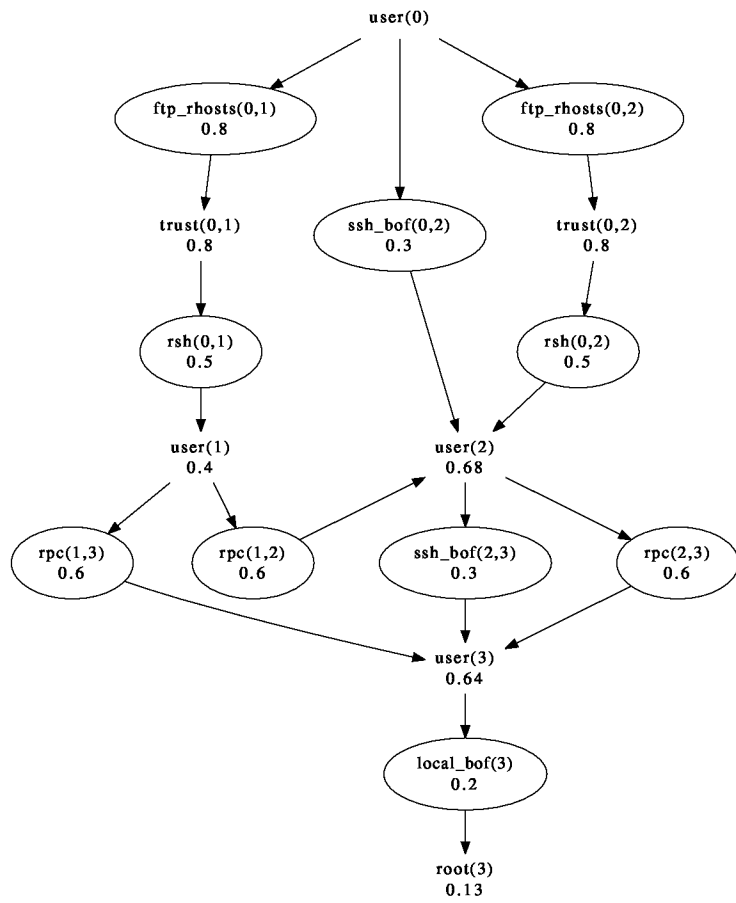 user(0)
ftp_rhosts(0,1)
0.8
ftp_rhosts(0,2)
0.8
trust(0,1)
0.8
ssh_bof(0,2)
0.3
trust(0,2)
0.8
rsh(0,1)
0.5
rsh(0,2)
0.5
user(1)
0.4
user(2)
0.68
rpc(1,3)
0.6
rpc(1,2)
0.6
ssh_bof(2,3)
0.3
rpc(2,3)
0.6
user(3)
0.64
local_bof(3)
0.2
root(3)
0.13